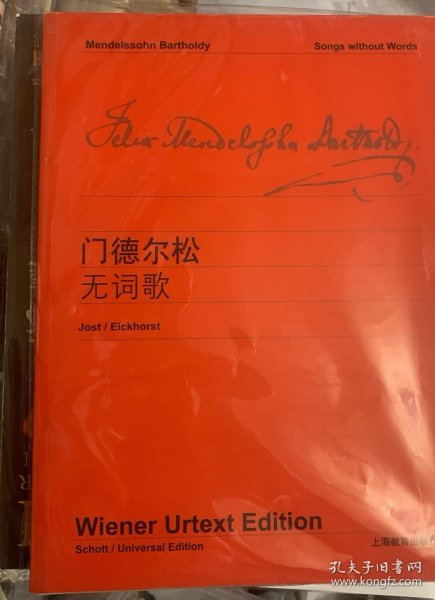 Mendelssohn Bartholdy
Songs without Words
Felix Mendelssohn Bartholdy.
门德尔松
无词歌
Jost / Eickhorst
Wiener Urtext Edition
Schott / Universal Edition
上海教育出版
孔夫子旧书网
www.kongfz.com